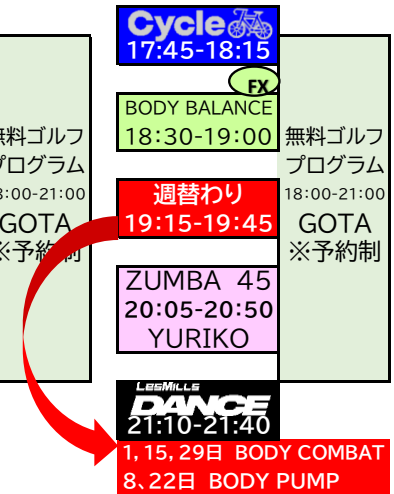 Cycle
17:45-18:15
FX
BODY BALANCE
18:30-19:00
週替わり
19:15-19:45
ZUMBA 45
20:05-20:50
YURIKO
LESMILLS
DANCE
21:10-21:40
1,15,29日 BODY COMBAT
8、22日 BODY PUMP
無料ゴルフ
プログラム
18:00-21:00
GOTA
※予約制
料ゴルフ
ログラム
:00-21:00
GOTA
※予約制